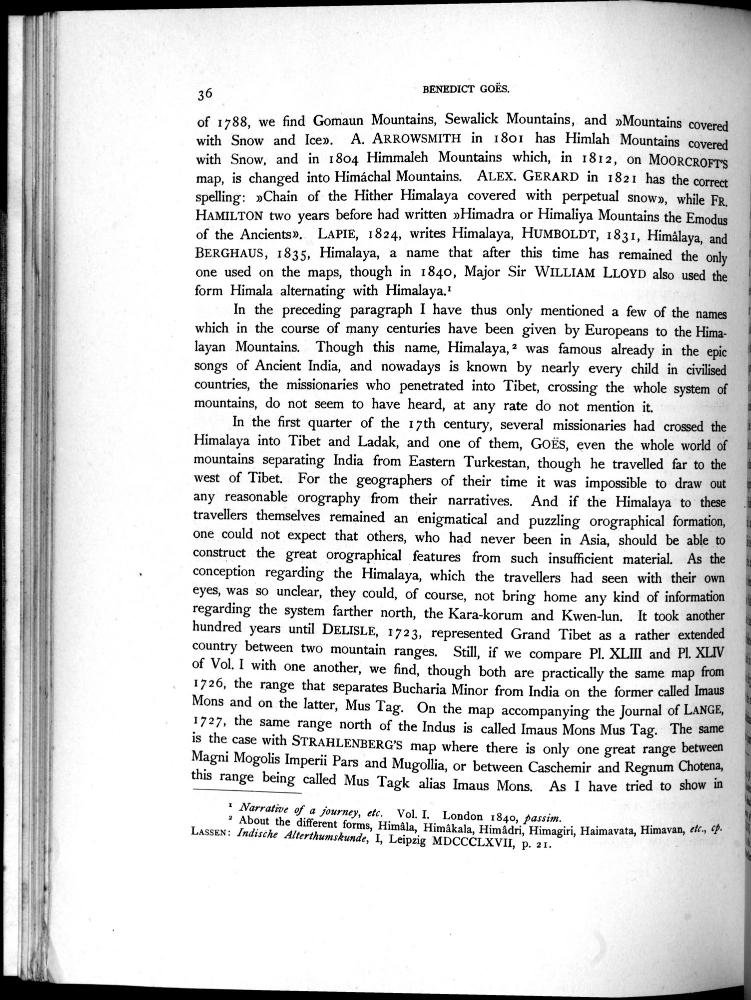 36
BENEDICT GOËS.
of 1788, we find Gomaun Mountains, Sewalick Mountains, and »Mountains covered
with Snow and Ice». A. ARROWSMITH in 1801 has Himlah Mountains covered
with Snow, and in 1804 Himmaleh Mountains which, in 1812, on MOORCROFT'S
map, is changed into Himáchal Mountains. ALEX. GERARD in 1821 has the correct
spelling: »Chain of the Hither Himalaya covered with perpetual snow», while FR.
HAMILTON two years before had written »Himadra or Himaliya Mountains the Emodus
of the Ancients». LAPIE, 1824, writes Himalaya, HUMBOLDT, 1831, Himâlaya, and
BERGHAUS, 1835, Himalaya, a name that after this time has remained the only
one used on the maps, though in 1840, Major Sir WILLIAM LLOYD also used the
form Himala alternating with Himalaya.¹
In the preceding paragraph I have thus only mentioned a few of the names
which in the course of many centuries have been given by Europeans to the Hima-
layan Mountains. Though this name, Himalaya,² was famous already in the epic
songs of Ancient India, and nowadays is known by nearly every child in civilised
countries, the missionaries who penetrated into Tibet, crossing the whole system of
mountains, do not seem to have heard, at any rate do not mention it.
In the first quarter of the 17th century, several missionaries had crossed the
Himalaya into Tibet and Ladak, and one of them, GOËS, even the whole world of
mountains separating India from Eastern Turkestan, though he travelled far to the
west of Tibet. For the geographers of their time it was impossible to draw out
any reasonable orography from their narratives. And if the Himalaya to these
travellers themselves remained an enigmatical and puzzling orographical formation,
one could not expect that others, who had never been in Asia, should be able to
construct the great orographical features from such insufficient material. As the
conception regarding the Himalaya, which the travellers had seen with their own
eyes, was so unclear, they could, of course, not bring home any kind of information
regarding the system farther north, the Kara-korum and Kwen-lun. It took another
hundred years until DELISLE, 1723, represented Grand Tibet as a rather extended
country between two mountain ranges. Still, if we compare Pl. XLIII and Pl. XLIV
of Vol. I with one another, we find, though both are practically the same map from
1726, the range that separates Bucharia Minor from India on the former called Imaus
Mons and on the latter, Mus Tag. On the map accompanying the Journal of LANGE,
1727, the same range north of the Indus is called Imaus Mons Mus Tag. The same
is the case with STRAHLENBERG'S map where there is only one great range between
Magni Mogolis Imperii Pars and Mugollia, or between Caschemir and Regnum Chotena,
this range being called Mus Tagk alias Imaus Mons. As I have tried to show in
¹ Narrative of a journey, etc. Vol. I. London 1840, passim.
² About the different forms, Himâla, Himâkala, Himâdri, Himagiri, Haimavata, Himavan, etc., cp.
LASSEN: Indische Alterthumskunde, I, Leipzig MDCCCLXVII, p. 21.